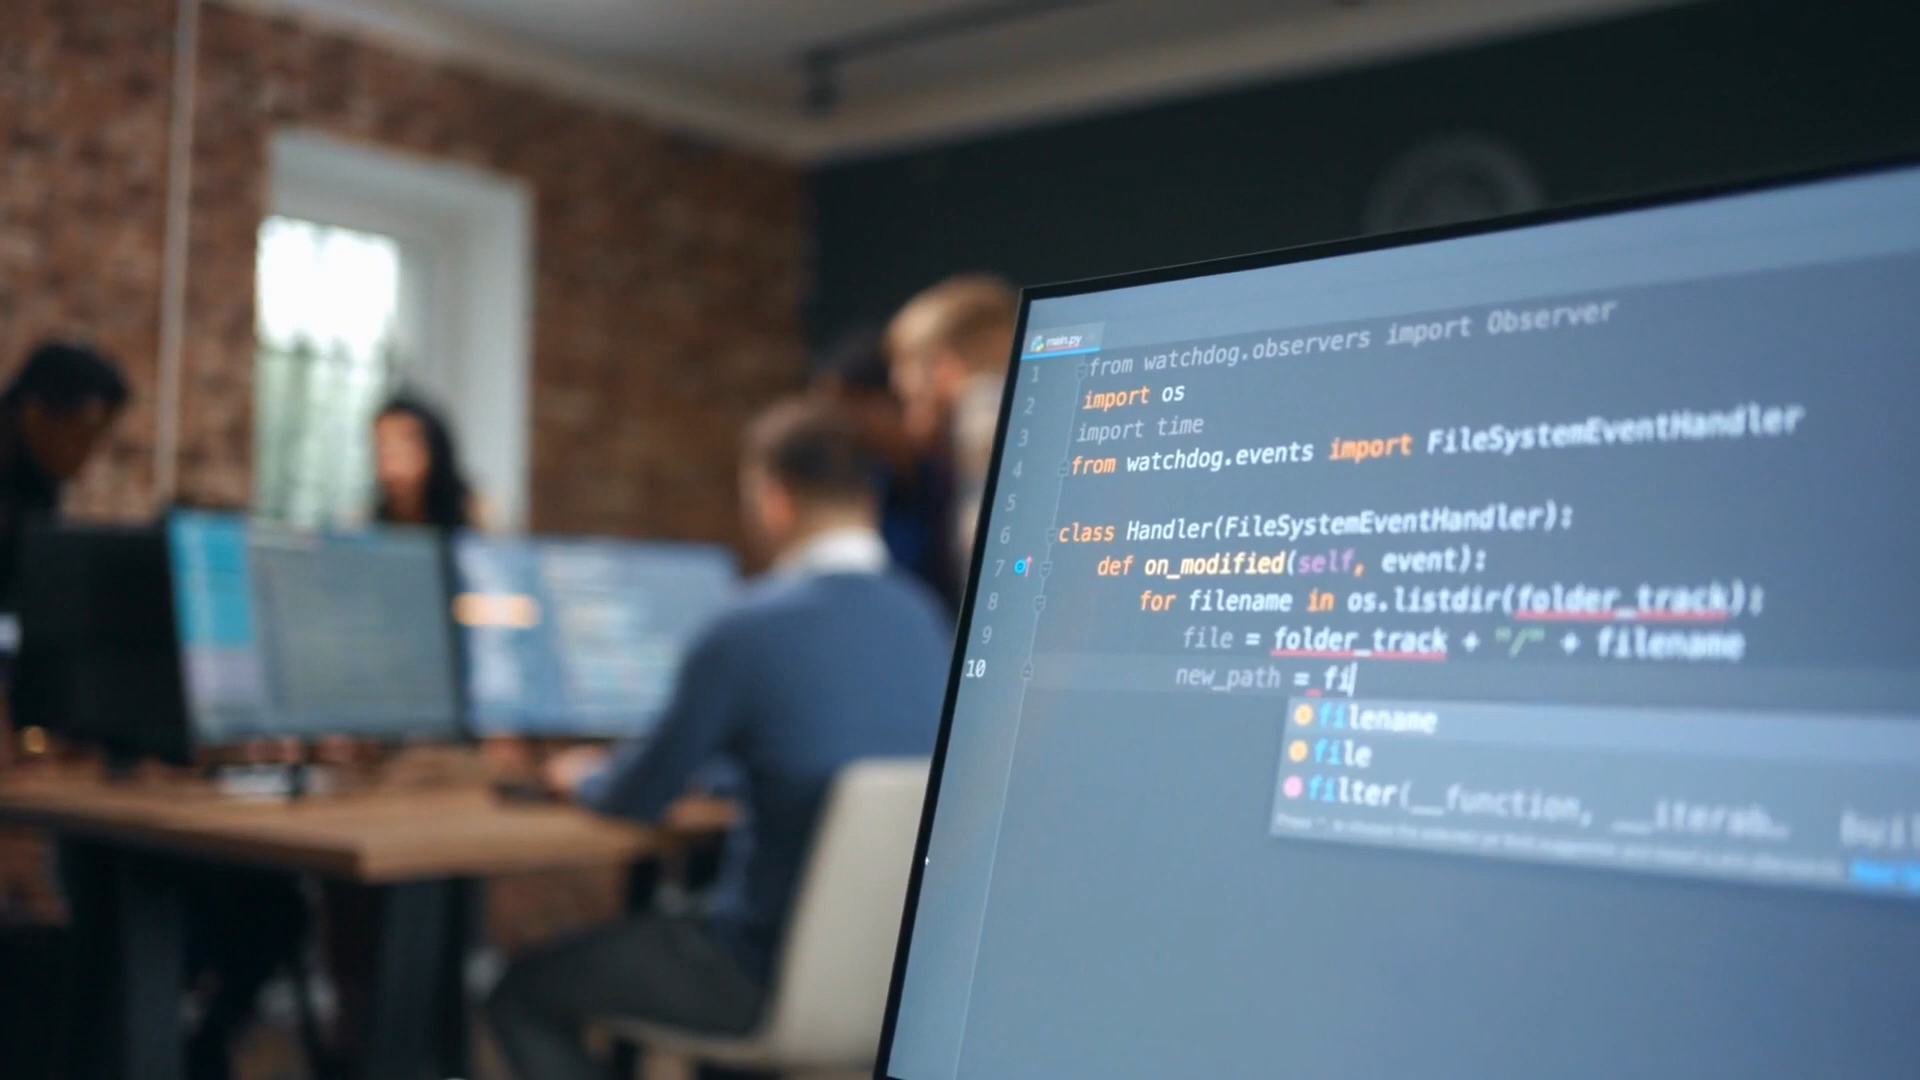 main.py
1 from watchdog.observers import Observer
2 import os
3 import time
4 from watchdog.events import FileSystemEventHandler
5
6 class Handler(FileSystemEventHandler):
7 def on_modified(self, event):
8 for filename in os.listdir(folder_track):
9 file = folder_track + "/" + filename
10 new_path = fi
filename
file
filter(__function, __iterab… buil